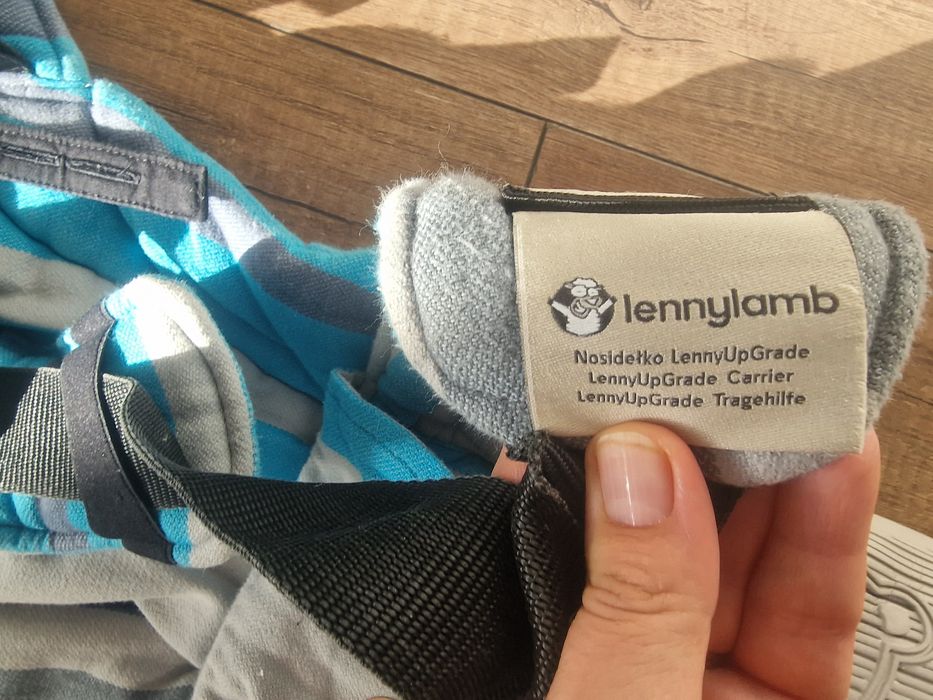 lennylamb
Nosidełko LennyUpGrade
LennyUpGrade Carrier
LennyUpGrade Tragehilfe